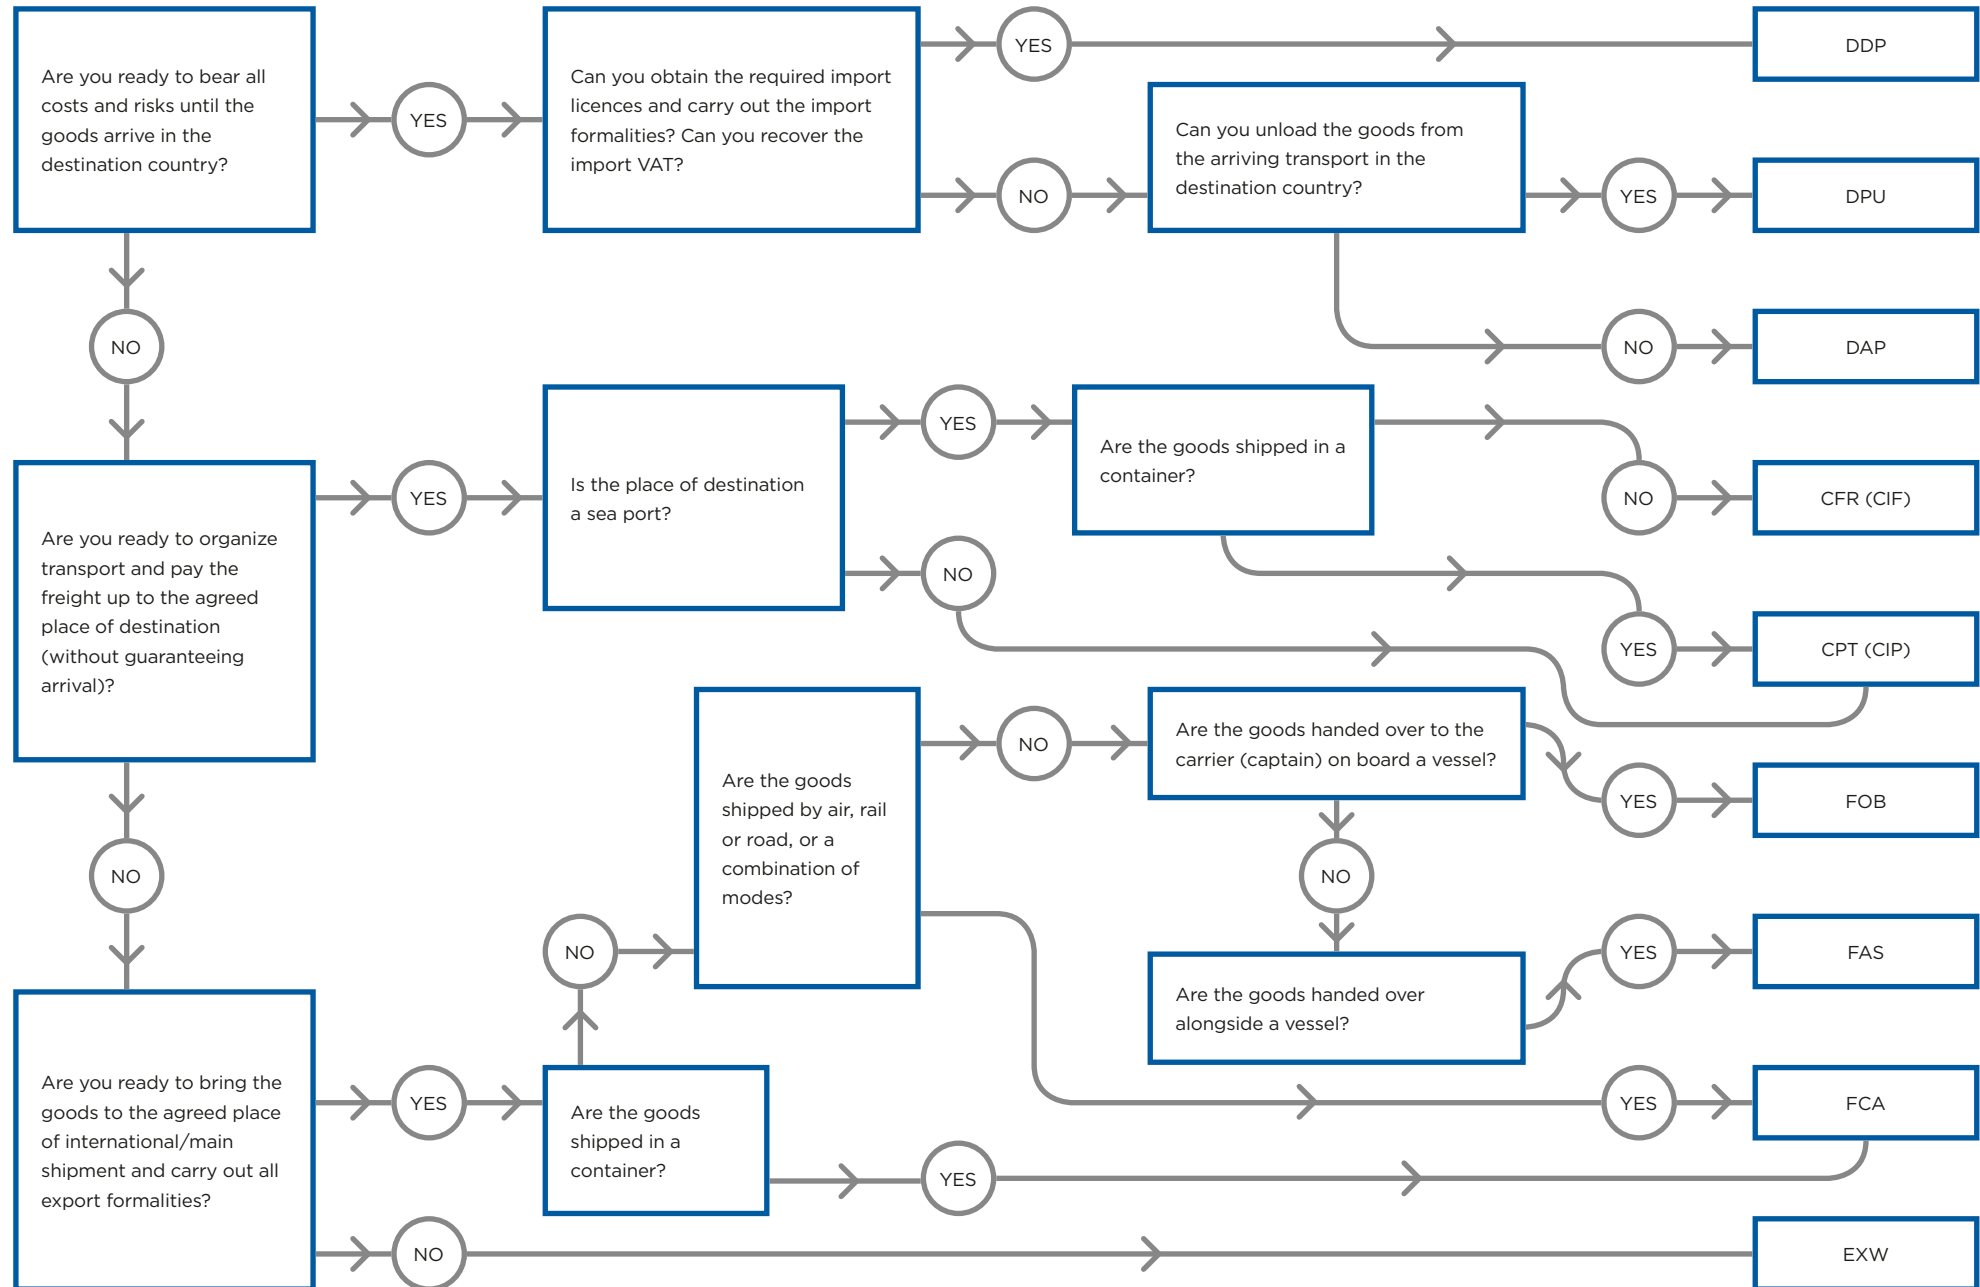 Are you ready to bear all
costs and risks until the
goods arrive in the
destination country?
YES
Can you obtain the required import
licences and carry out the import
formalities? Can you recover the
import VAT?
YES
DDP
NO
Can you unload the goods from
the arriving transport in the
destination country?
YES
DPU
NO
DAP
NO
Are you ready to organize
transport and pay the
freight up to the agreed
place of destination
(without guaranteeing
arrival)?
YES
Is the place of destination
a sea port?
YES
Are the goods shipped in a
container?
NO
CFR (CIF)
NO
YES
CPT (CIP)
NO
Are you ready to bring the
goods to the agreed place
of international/main
shipment and carry out all
export formalities?
YES
Are the goods
shipped in a
container?
NO
Are the goods
shipped by air, rail
or road, or a
combination of
modes?
NO
Are the goods handed over to the
carrier (captain) on board a vessel?
YES
FOB
NO
Are the goods handed over
alongside a vessel?
YES
FAS
YES
FCA
YES
NO
EXW